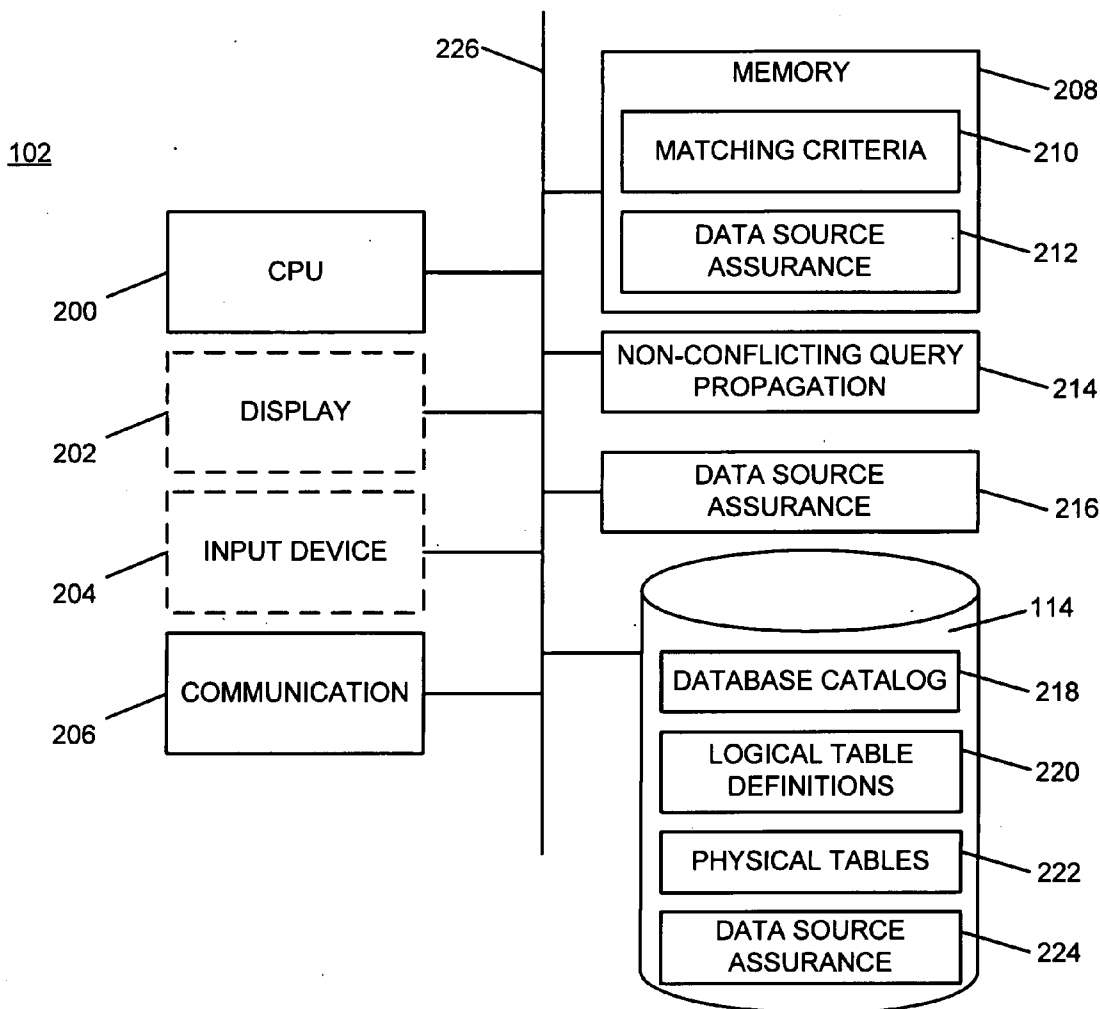 226
MEMORY
208
102
MATCHING CRITERIA
210
DATA SOURCE
ASSURANCE
212
CPU
200
NON-CONFLICTING QUERY
PROPAGATION
214
DISPLAY
202
DATA SOURCE
ASSURANCE
216
INPUT DEVICE
204
114
COMMUNICATION
206
DATABASE CATALOG
218
LOGICAL TABLE
DEFINITIONS
220
PHYSICAL TABLES
222
DATA SOURCE
ASSURANCE
224